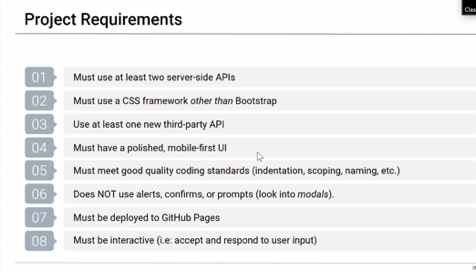 Clas
Project Requirements
01 Must use at least two server-side APIs
02 Must use a CSS framework other than Bootstrap
03 Use at least one new third-party API
04 Must have a polished, mobile-first UI
05 Must meet good quality coding standards (indentation, scoping, naming, etc.)
06 Does NOT use alerts, confirms, or prompts (look into modals).
07 Must be deployed to GitHub Pages
08 Must be interactive (i.e: accept and respond to user input)